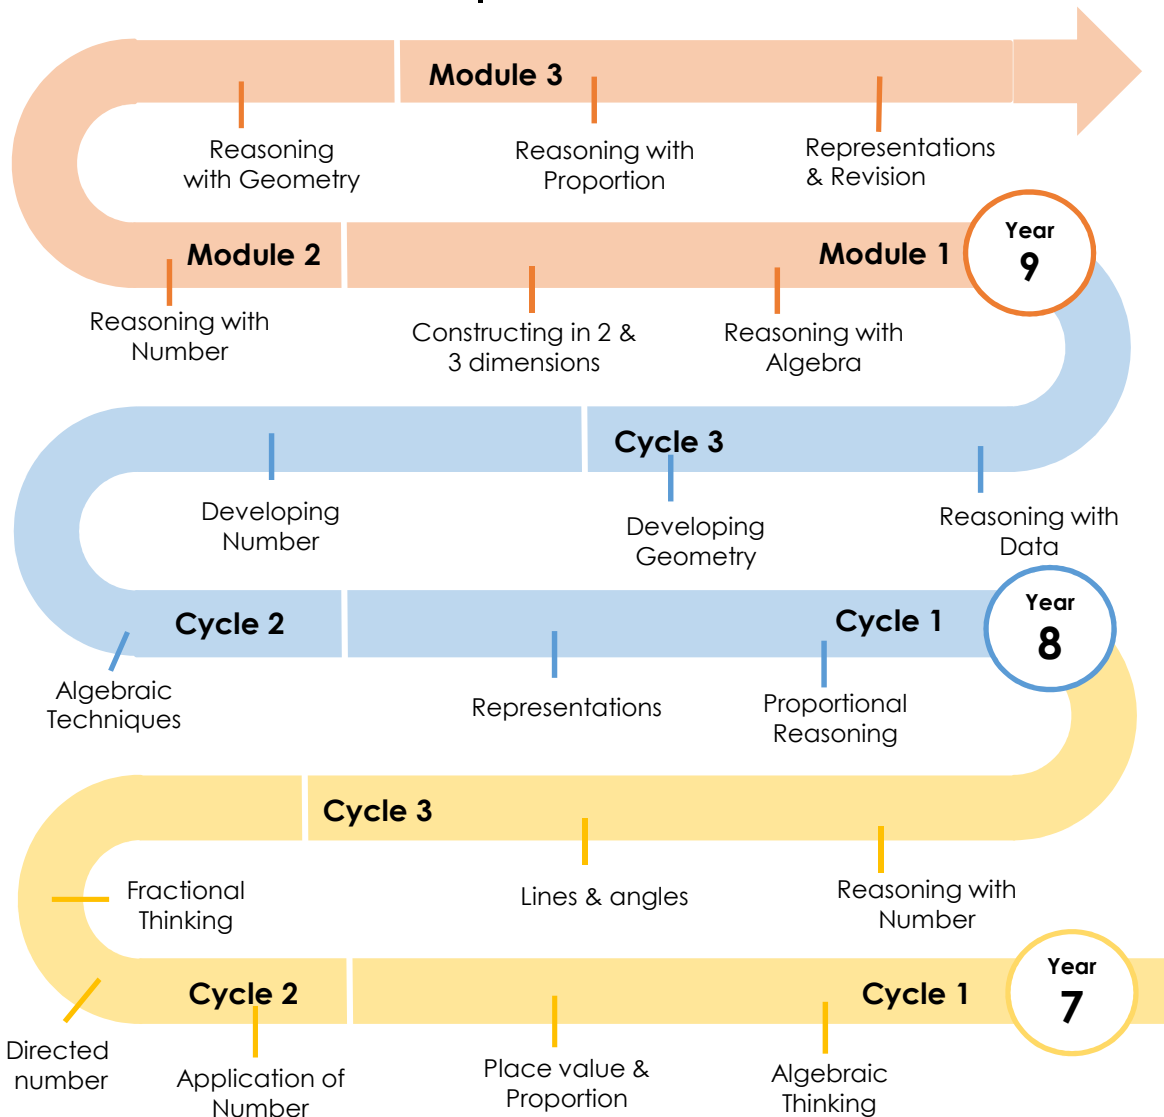 Module 3
Reasoning
with Geometry
Reasoning with
Proportion
Representations
& Revision
Module 2
Module 1
Year
9
Reasoning with
Number
Constructing in 2 &
3 dimensions
Reasoning with
Algebra
Cycle 3
Developing
Number
Developing
Geometry
Reasoning with
Data
Cycle 2
Cycle 1
Year
8
Algebraic
Techniques
Representations
Proportional
Reasoning
Cycle 3
Fractional
Thinking
Lines & angles
Reasoning with
Number
Cycle 2
Cycle 1
Year
7
Directed
number
Application of
Number
Place value &
Proportion
Algebraic
Thinking